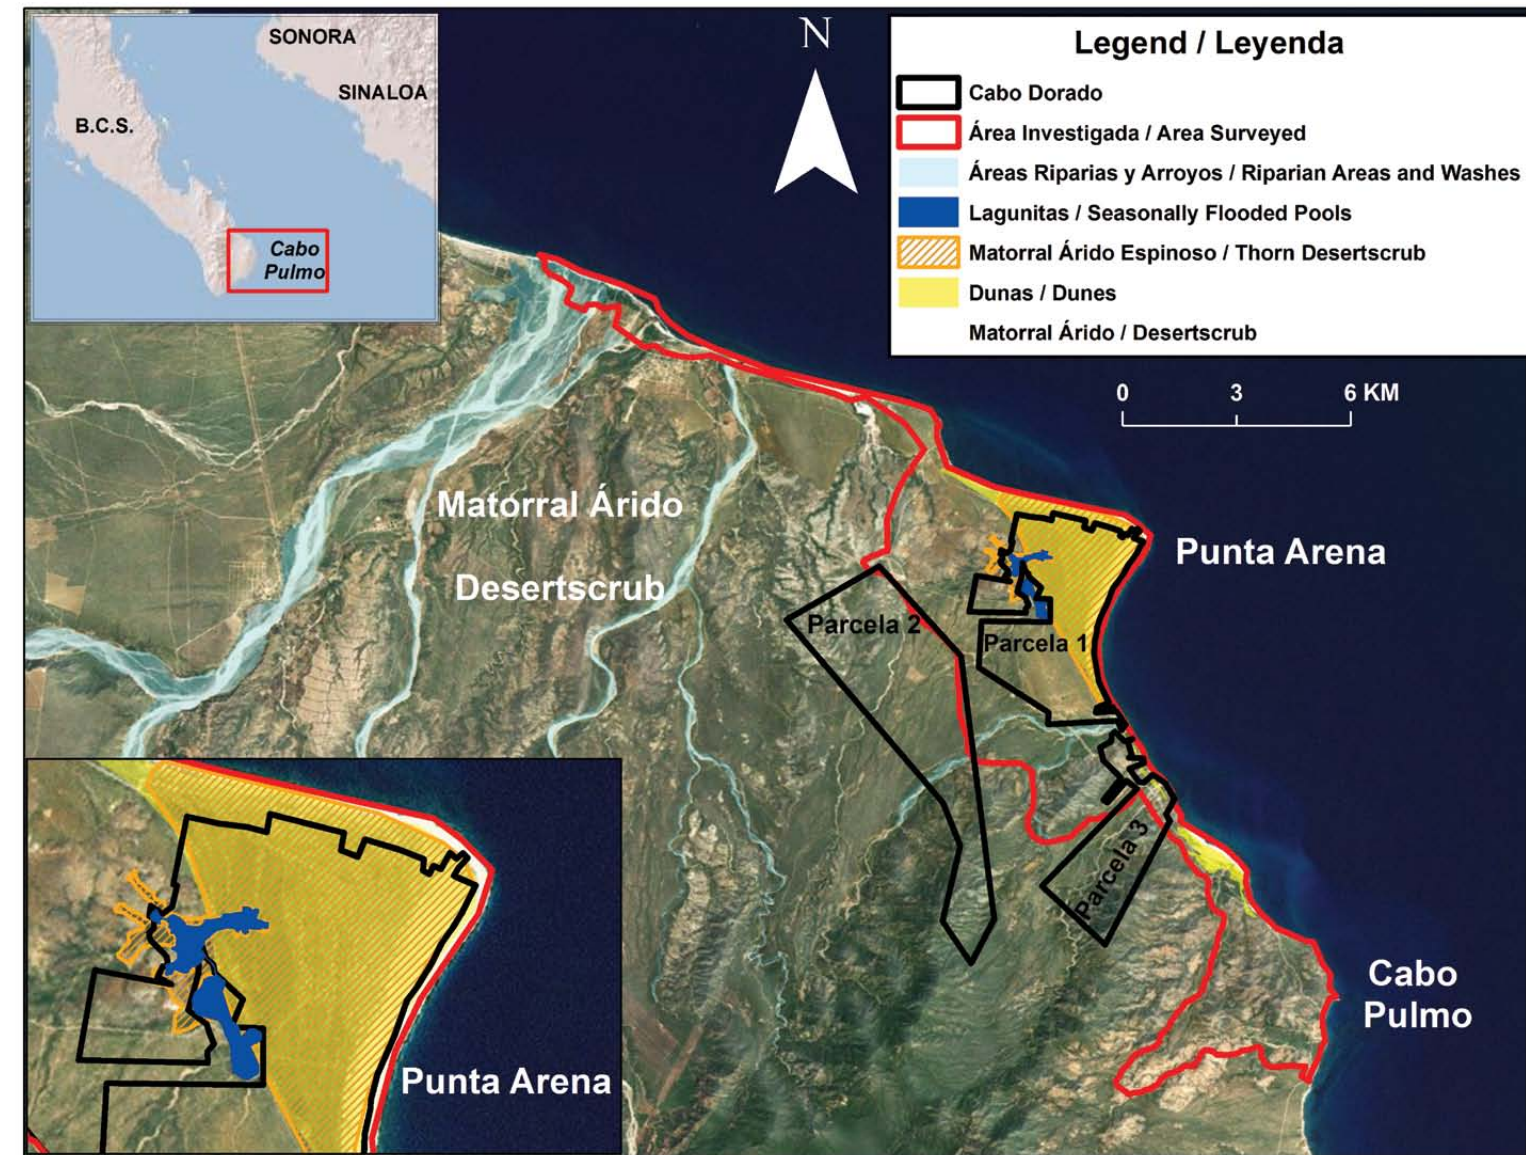 SONORA
SINALOA
B.C.S.
Cabo
Pulmo
N
Legend / Leyenda
Cabo Dorado
Área Investigada / Area Surveyed
Áreas Riparias y Arroyos / Riparian Areas and Washes
Lagunitas / Seasonally Flooded Pools
Matorral Árido Espinoso / Thorn Desertscrub
Dunas / Dunes
Matorral Árido / Desertscrub
0 3 6 KM
Matorral Árido
Desertscrub
Punta Arena
Parcela 2
Parcela 1
Parcela 3
Cabo
Pulmo
Punta Arena